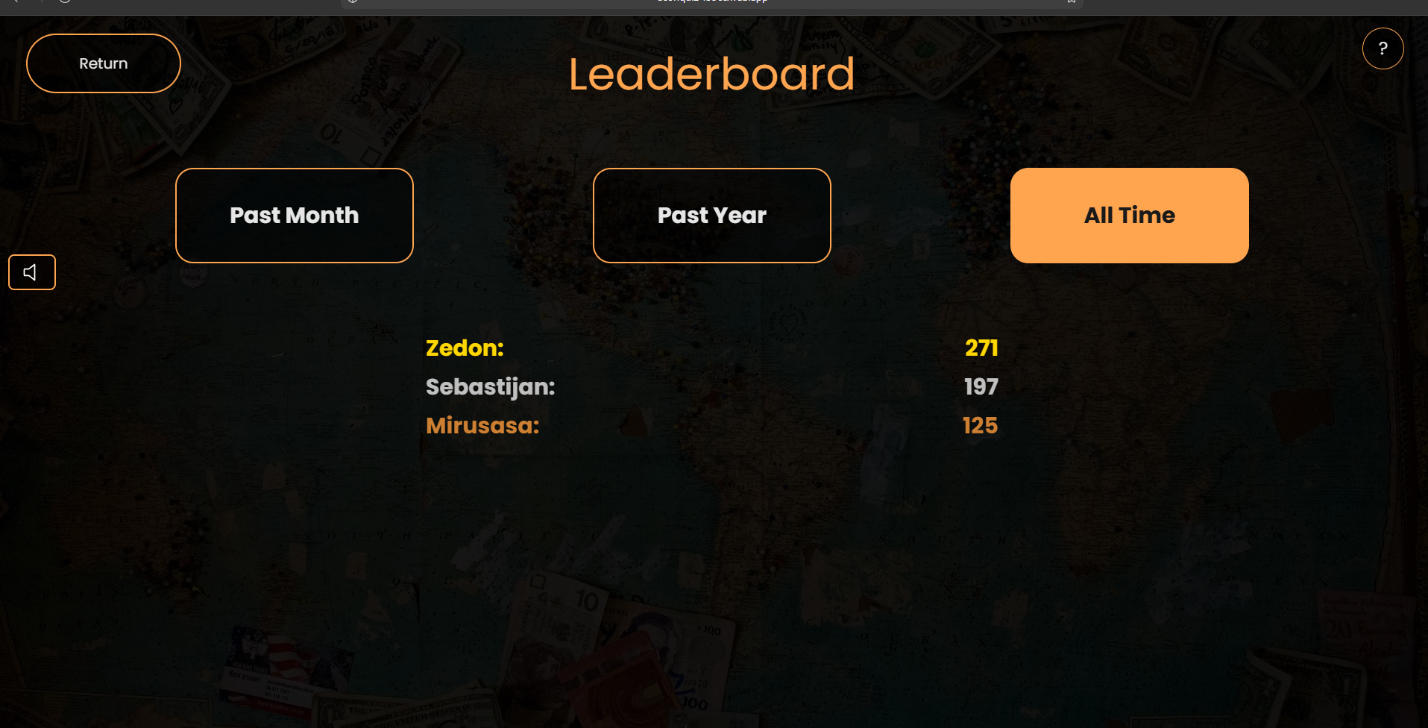 Return
Leaderboard
?
Past Month
Past Year
All Time
Zedon: 271
Sebastijan: 197
Mirusasa: 125